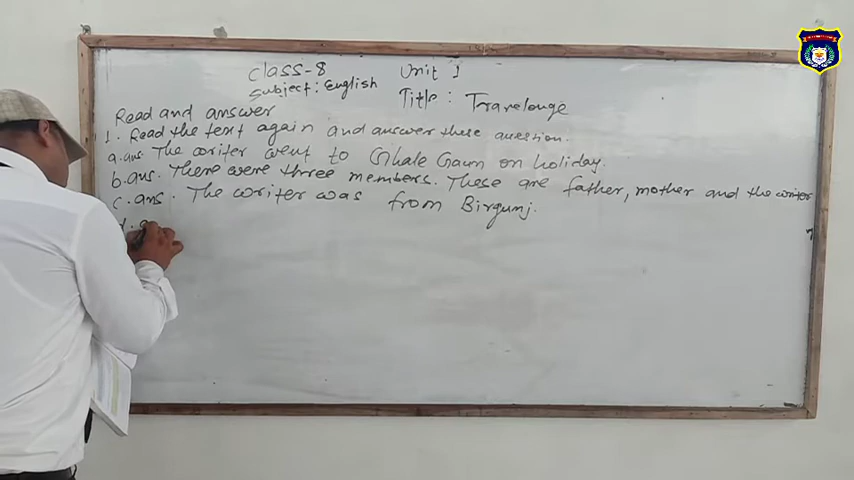 Class-8 Unit 1
Subject: English Title: Travelouge
Read and answer
1. Read the text again and answer these question.
a. ans. The writer went to Ghale Gaun on holiday.
b. ans. There were three members. These are father, mother and the writer
c. ans. The writer was from Birgunj.